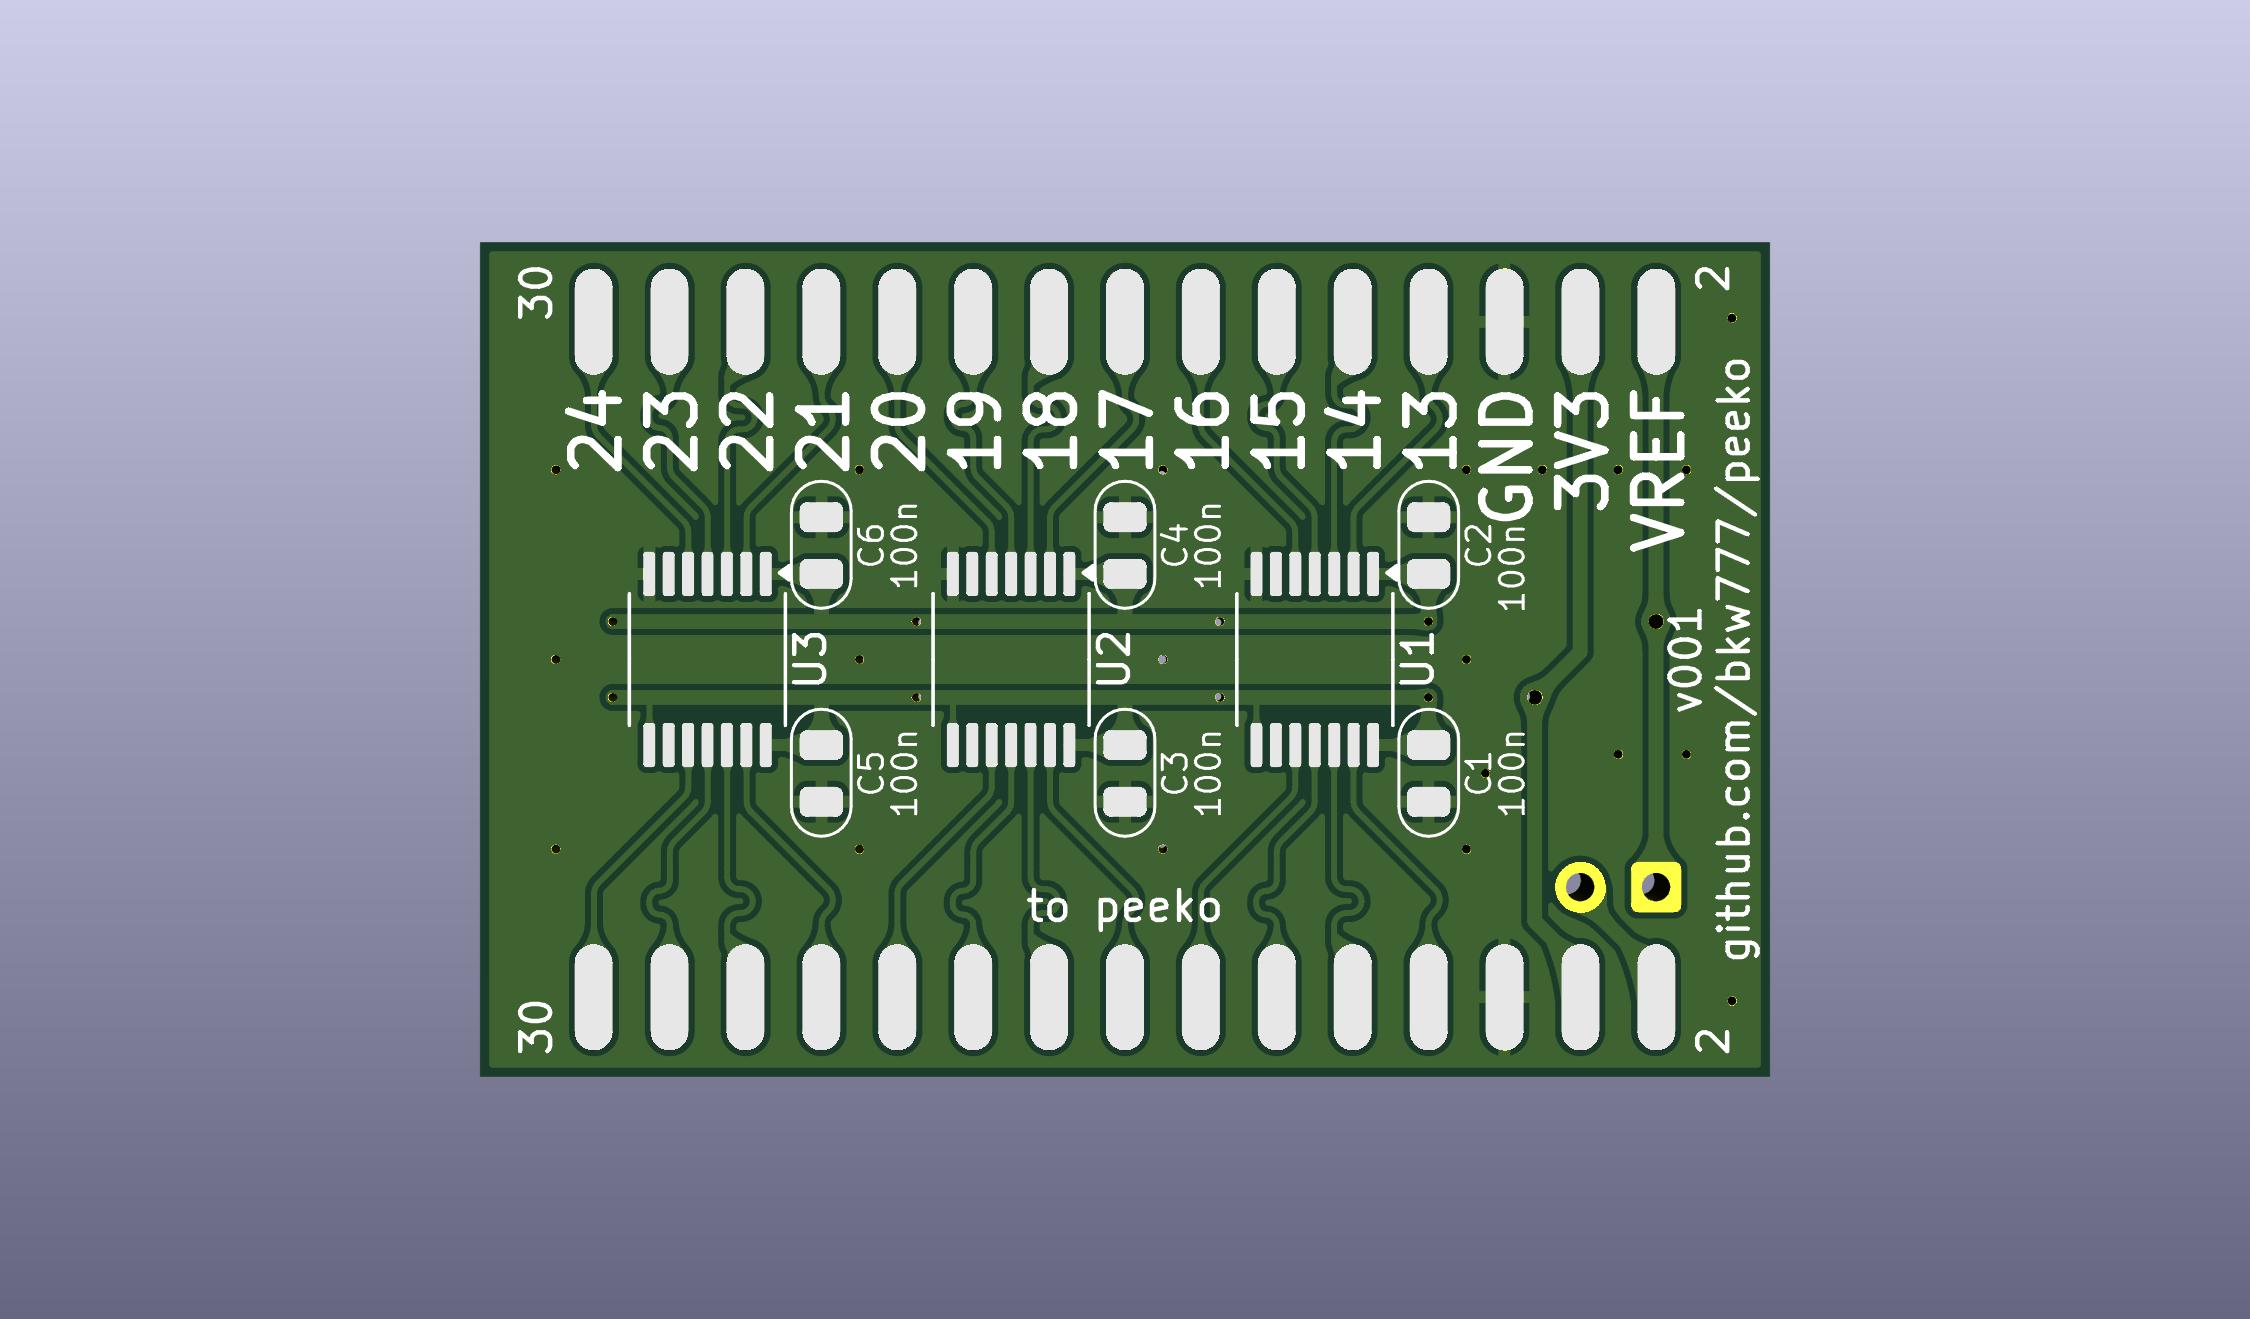 30
2
24
23
22
21
20
19
18
17
16
15
14
13
GND
3V3
VREF
C6
100n
C4
100n
C2
100n
U3
U2
U1
v001
github.com/bkw777/peeko
C5
100n
C3
100n
C1
100n
to peeko
30
2